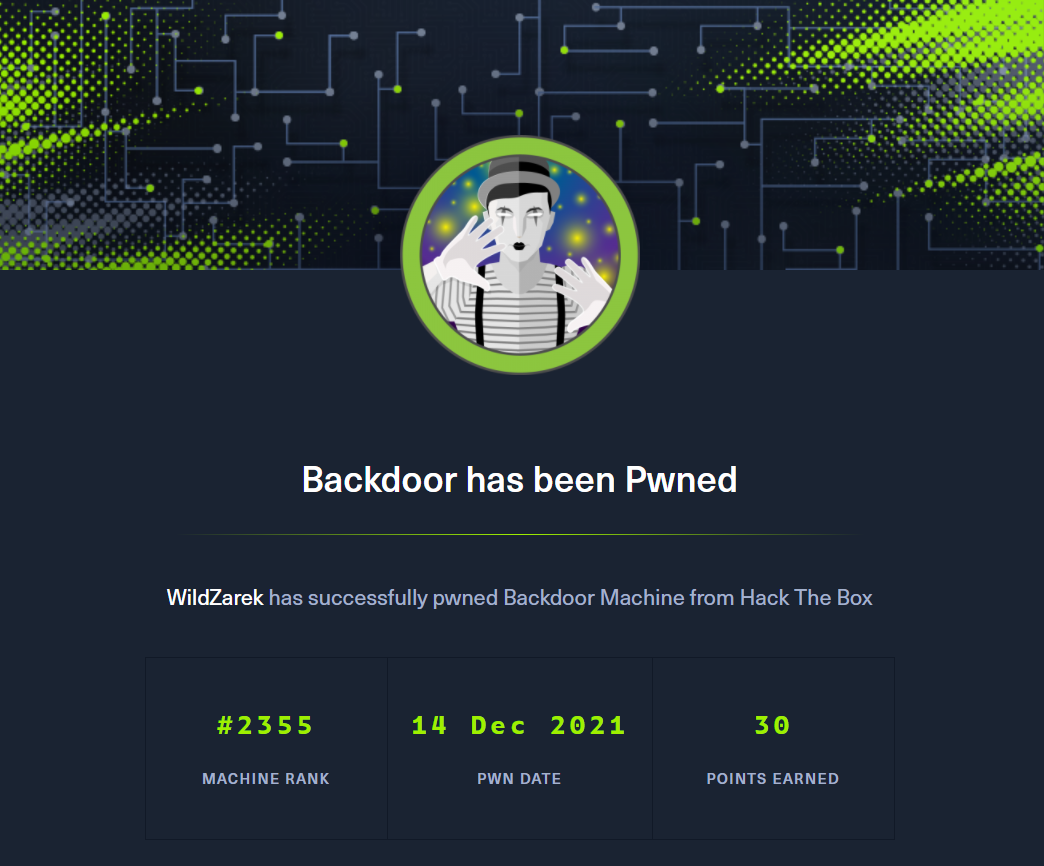 Backdoor has been Pwned
WildZarek has successfully pwned Backdoor Machine from Hack The Box
#2355 14 Dec 2021 30
MACHINE RANK PWN DATE POINTS EARNED